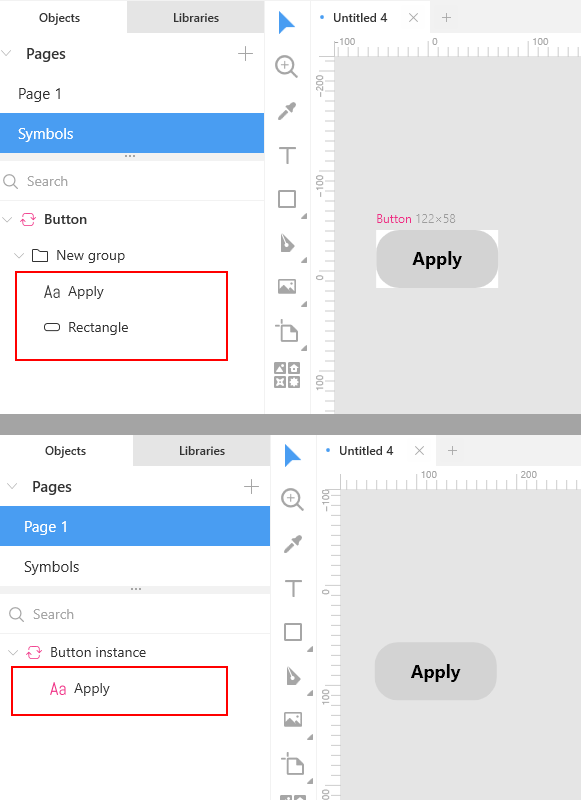 Objects
Libraries
Untitled 4
Pages
Page 1
Symbols
Search
Button
New group
Aa Apply
Rectangle
T
-100
0
100
-200
-100
0
100
Button 122×58
Apply
Objects
Libraries
Untitled 4
Pages
Page 1
Symbols
Search
Button instance
Aa Apply
T
100
200
-100
0
100
200
Apply